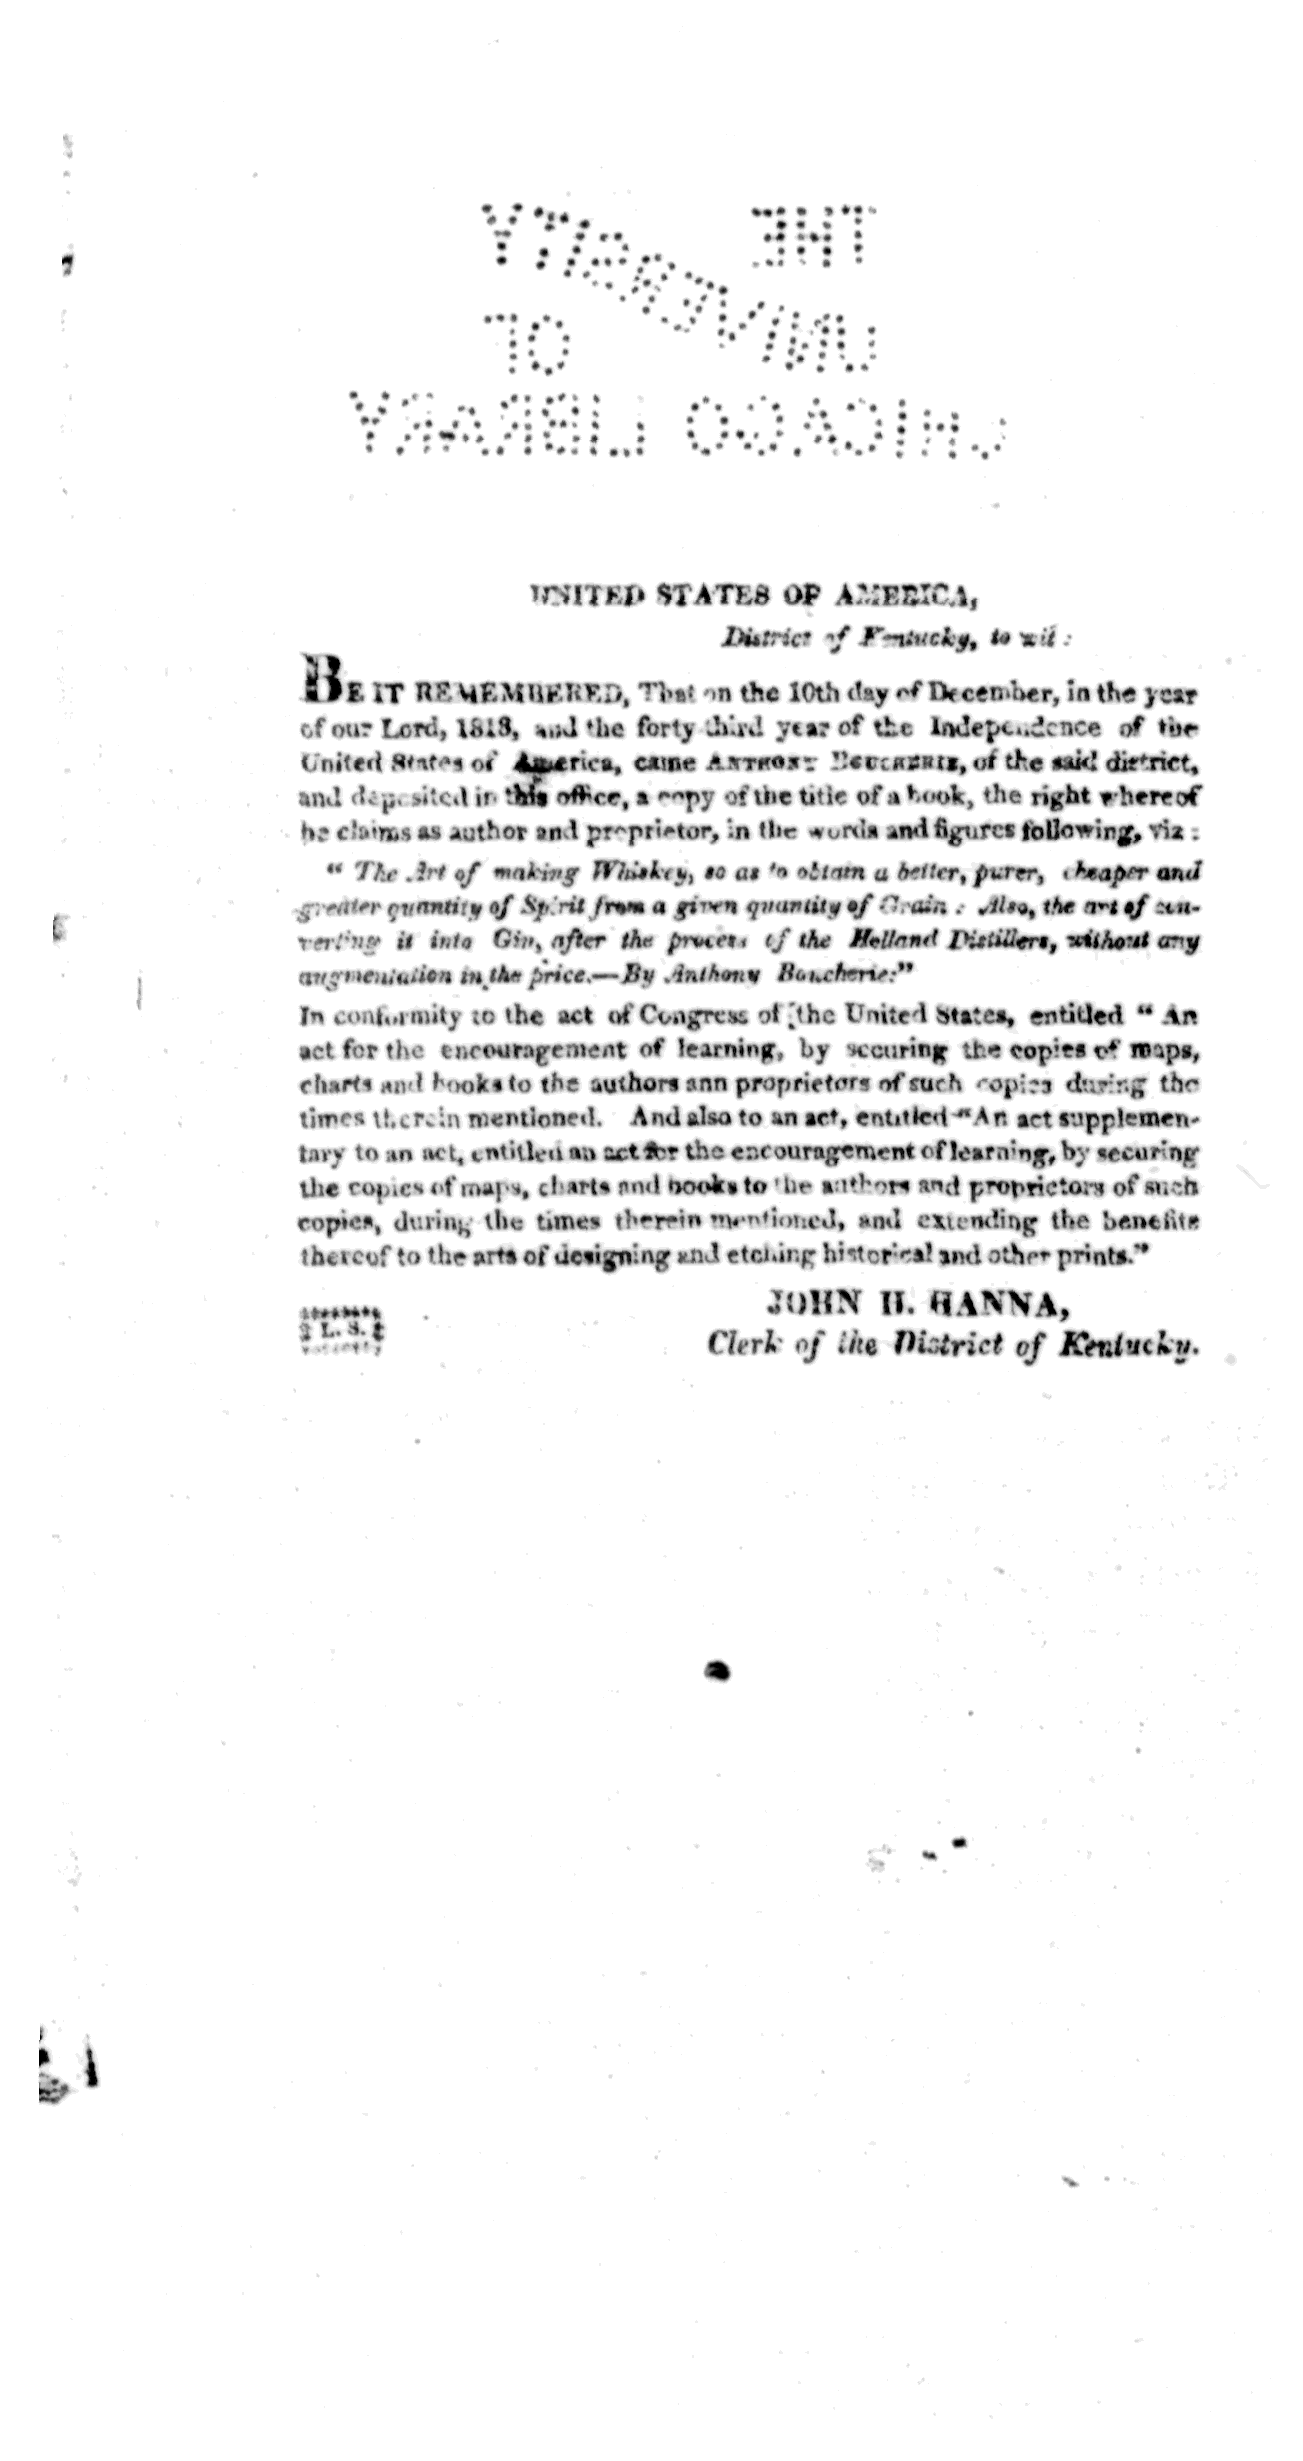 THE
UNIVERSITY
OF
CHICAGO LIBRARY
UNITED STATES OF AMERICA,
District of Kentucky, to wit:
BE IT REMEMBERED, That on the 10th day of December, in the year
of our Lord, 1818, and the forty third year of the Independence of the
United States of America, came ANTHONY BOUCHERIE, of the said district,
and deposited in this office, a copy of the title of a book, the right whereof
he claims as author and proprietor, in the words and figures following, viz:
“ The Art of making Whiskey, so as to obtain a better, purer, cheaper and
greater quantity of Spirit from a given quantity of Grain: Also, the art of con-
verting it into Gin, after the process of the Holland Distillers, without any
augmentation in the price.—By Anthony Boucherie:”
In conformity to the act of Congress of the United States, entitled “ An
act for the encouragement of learning, by securing the copies of maps,
charts and books to the authors ann proprietors of such copies during the
times therein mentioned. And also to an act, entitled “An act supplemen-
tary to an act, entitled an act for the encouragement of learning, by securing
the copies of maps, charts and books to the authors and proprietors of such
copies, during the times therein mentioned, and extending the benefits
thereof to the arts of designing and etching historical and other prints.”
JOHN H. HANNA,
L. S.
Clerk of the District of Kentucky.